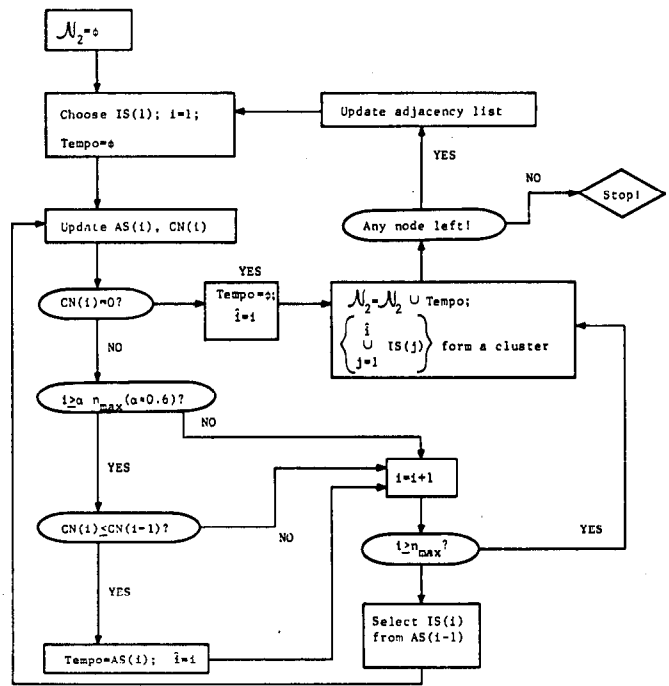 𝒩₂=ϕ
Choose IS(1); i=1;
Tempo=ϕ
Update adjacency list
YES
NO
Stop!
Update AS(i), CN(i)
Any node left!
CN(i)=0?
YES
Tempo=ϕ;
î=i
𝒩₂=𝒩₂ ∪ Tempo;
{ î ∪ j=1 IS(j) } form a cluster
NO
i≥α n_max(α=0.6)?
NO
YES
i=i+1
CN(i)≤CN(i-1)?
NO
i≥n_max?
YES
YES
Select IS(i)
from AS(i-1)
Tempo=AS(i); î=i